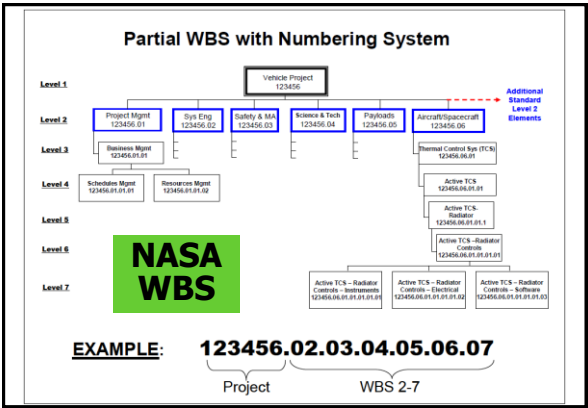 Partial WBS with Numbering System
Level 1
Vehicle Project
123456
Additional
Standard
Level 2
Elements
Level 2
Project Mgmt
123456.01
Sys Eng
123456.02
Safety & MA
123456.03
Science & Tech
123456.04
Payloads
123456.05
Aircraft/Spacecraft
123456.06
Level 3
Business Mgmt
123456.01.01
Thermal Control Sys (TCS)
123456.06.01
Level 4
Schedules Mgmt
123456.01.01.01
Resources Mgmt
123456.01.01.02
Active TCS
123456.06.01.01
Level 5
Active TCS-
Radiator
123456.06.01.01.1
Level 6
Active TCS –Radiator
Controls
123456.06.01.01.01.01
Level 7
Active TCS – Radiator
Controls – Instruments
123456.06.01.01.01.01.01
Active TCS – Radiator
Controls – Electrical
123456.06.01.01.01.01.02
Active TCS – Radiator
Controls – Software
123456.06.01.01.01.01.03
NASA
WBS
EXAMPLE: 123456.02.03.04.05.06.07
Project WBS 2-7